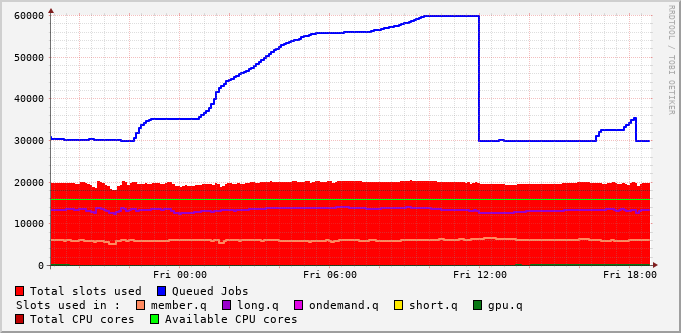 RRDTOOL / TOBI OETIKER
60000
50000
40000
30000
20000
10000
0
Fri 00:00 Fri 06:00 Fri 12:00 Fri 18:00
Total slots used Queued Jobs
Slots used in : member.q long.q ondemand.q short.q gpu.q
Total CPU cores Available CPU cores